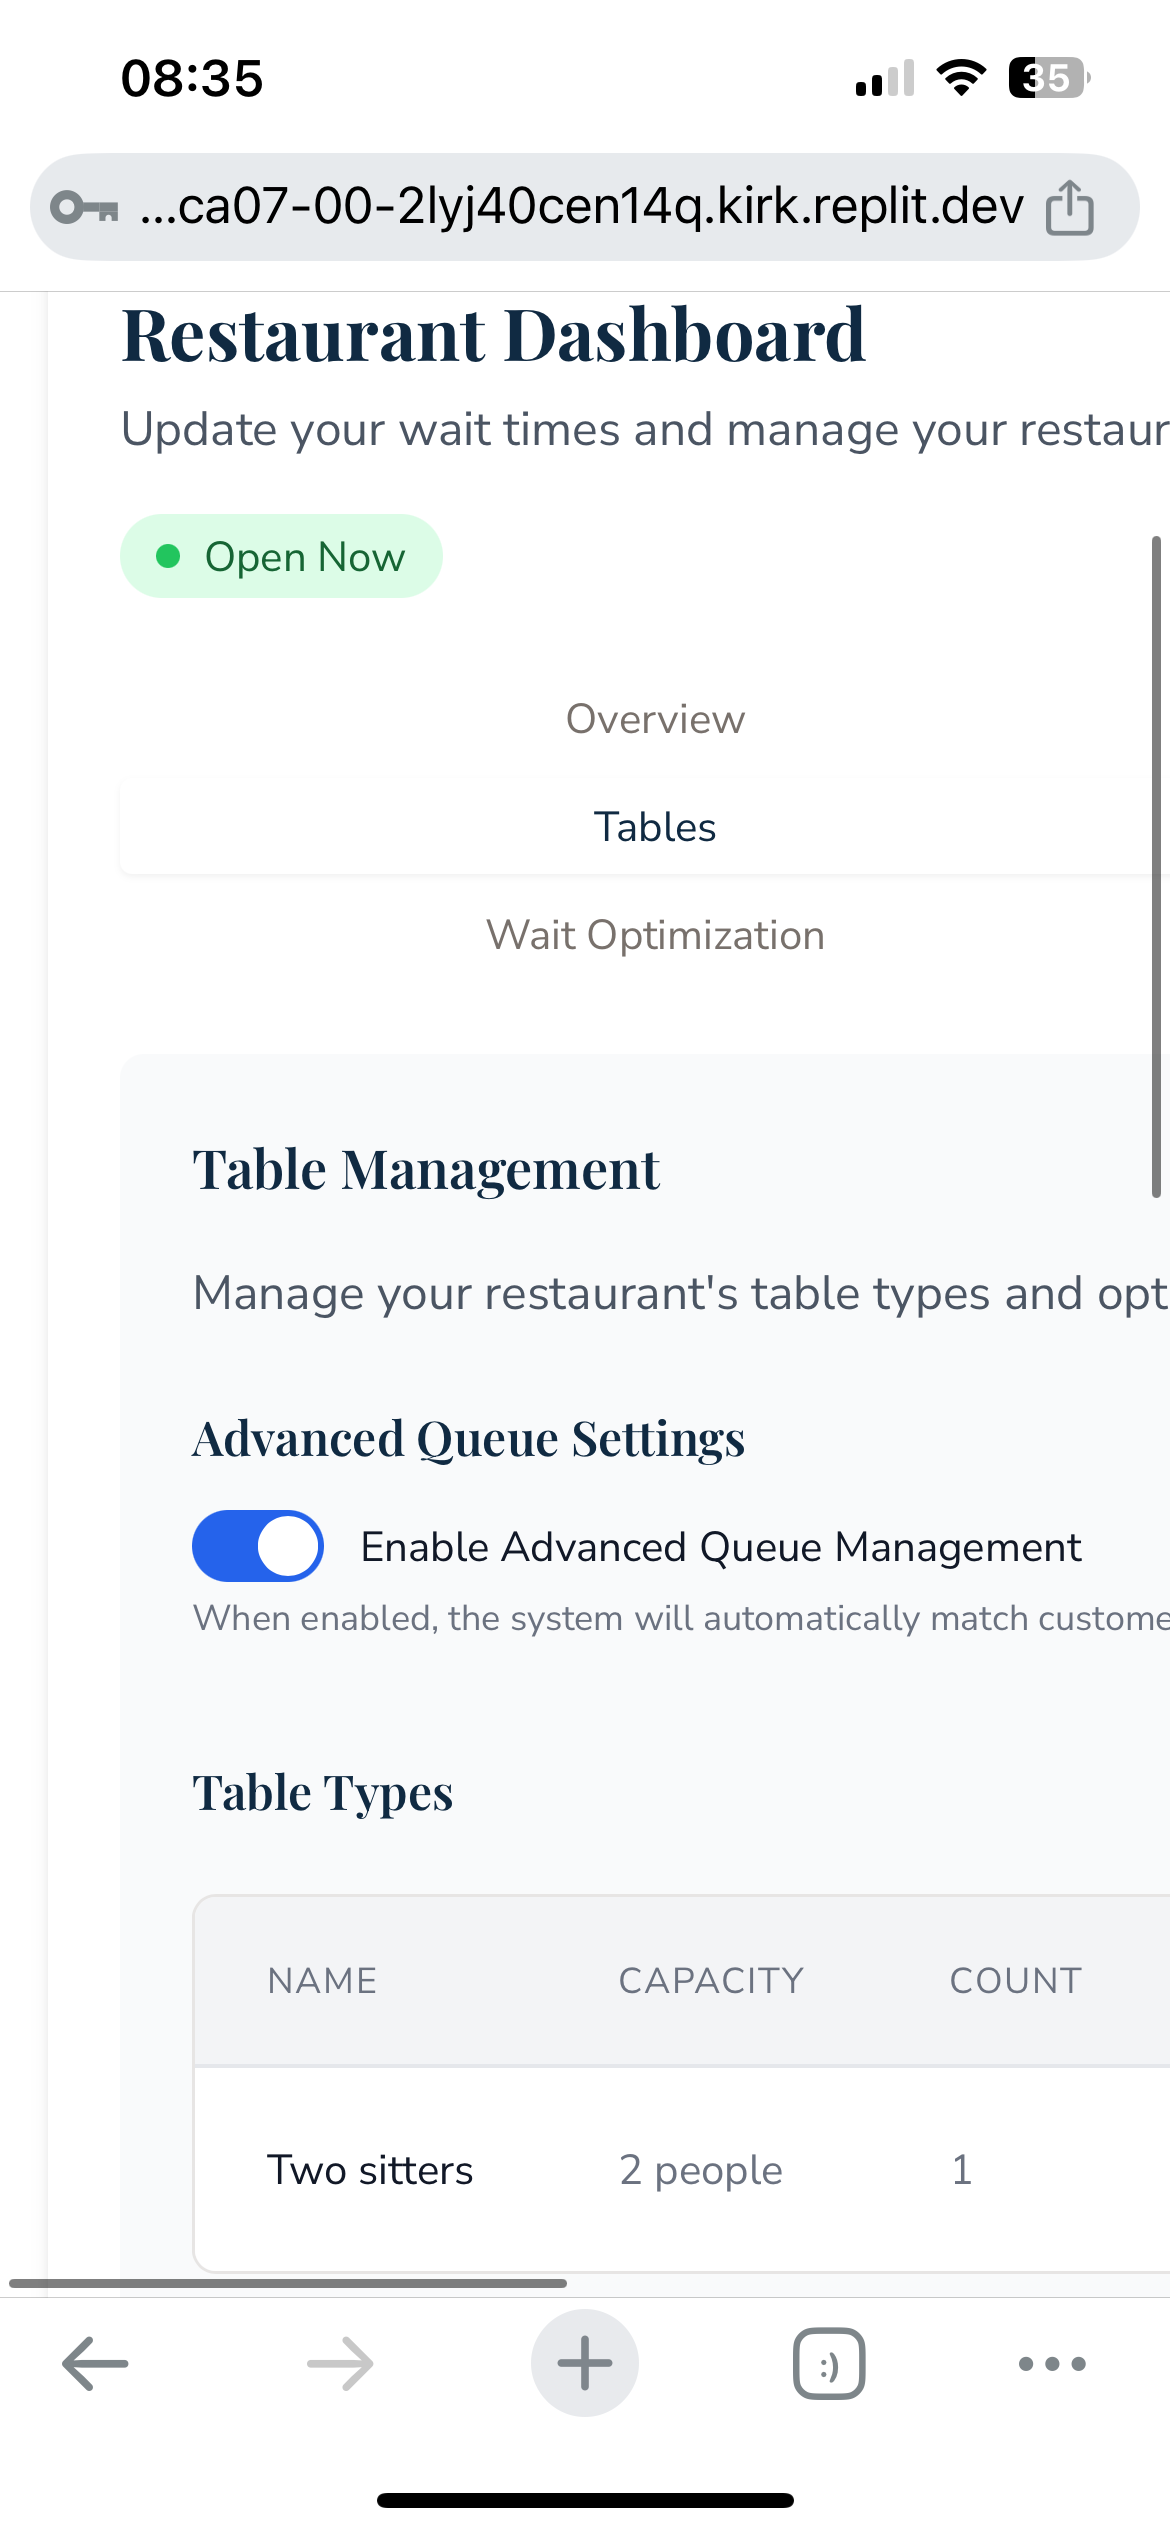 08:35
35
...ca07-00-2lyj40cen14q.kirk.replit.dev
Restaurant Dashboard
Update your wait times and manage your restaur
Open Now
Overview
Tables
Wait Optimization
Table Management
Manage your restaurant's table types and opt
Advanced Queue Settings
Enable Advanced Queue Management
When enabled, the system will automatically match custome
Table Types
NAME CAPACITY COUNT
Two sitters 2 people 1
:)